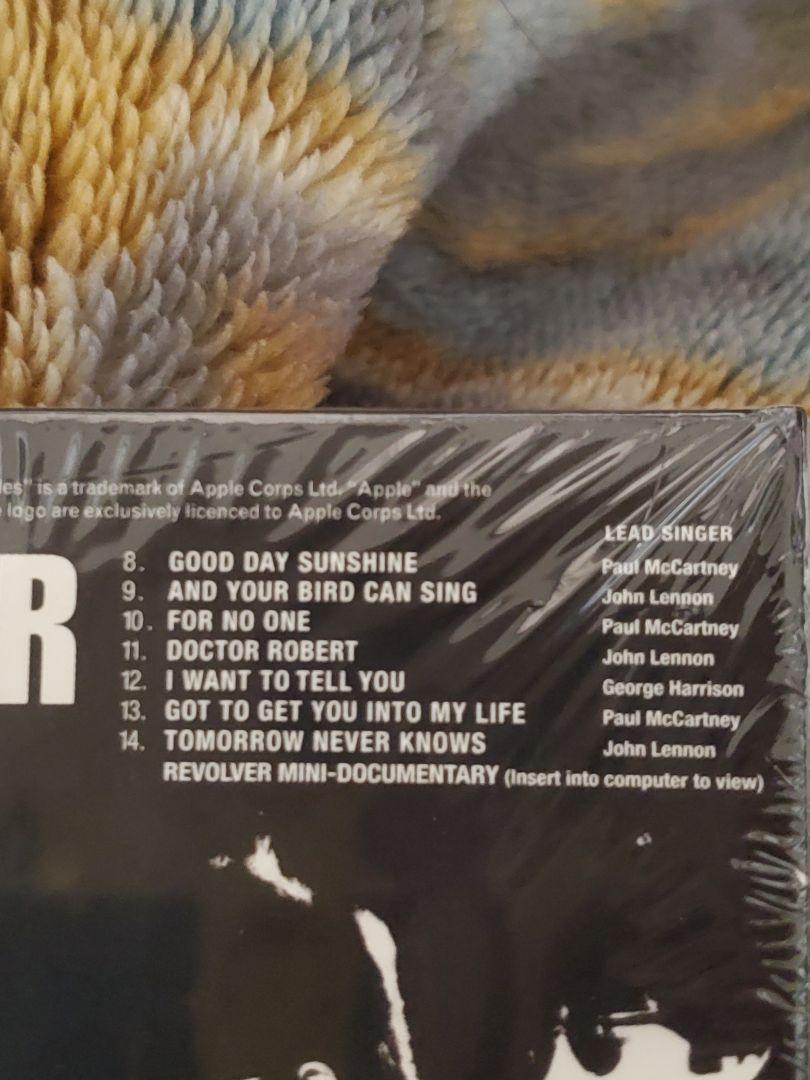 les" is a trademark of Apple Corps Ltd. "Apple" and the
logo are exclusively licenced to Apple Corps Ltd.
LEAD SINGER
R
8. GOOD DAY SUNSHINE Paul McCartney
9. AND YOUR BIRD CAN SING John Lennon
10. FOR NO ONE Paul McCartney
11. DOCTOR ROBERT John Lennon
12. I WANT TO TELL YOU George Harrison
13. GOT TO GET YOU INTO MY LIFE Paul McCartney
14. TOMORROW NEVER KNOWS John Lennon
REVOLVER MINI-DOCUMENTARY (Insert into computer to view)